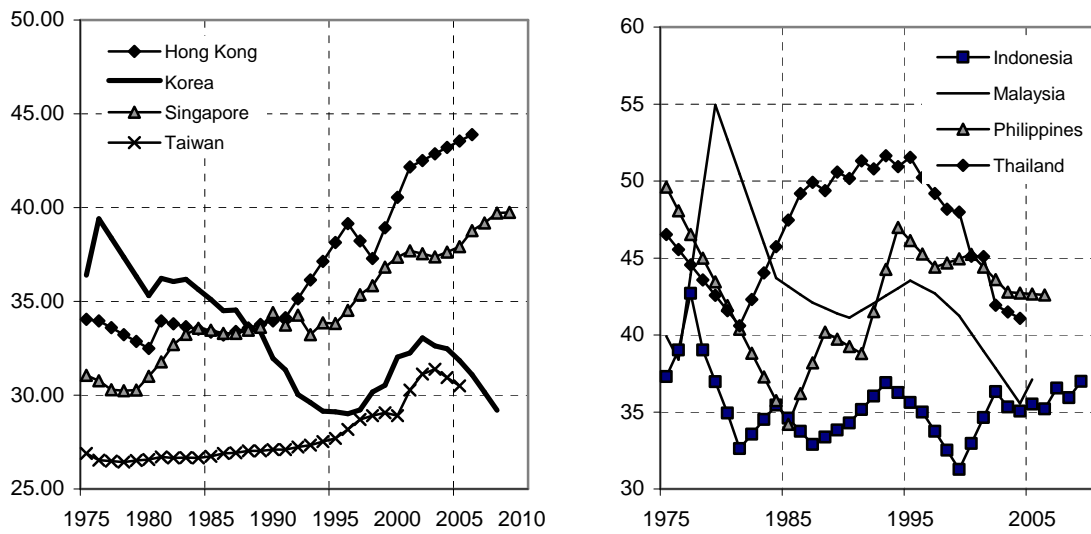 50.00
45.00
40.00
35.00
30.00
25.00
Hong Kong
Korea
Singapore
Taiwan
1975 1980 1985 1990 1995 2000 2005 2010
60
55
50
45
40
35
30
Indonesia
Malaysia
Philippines
Thailand
1975 1985 1995 2005